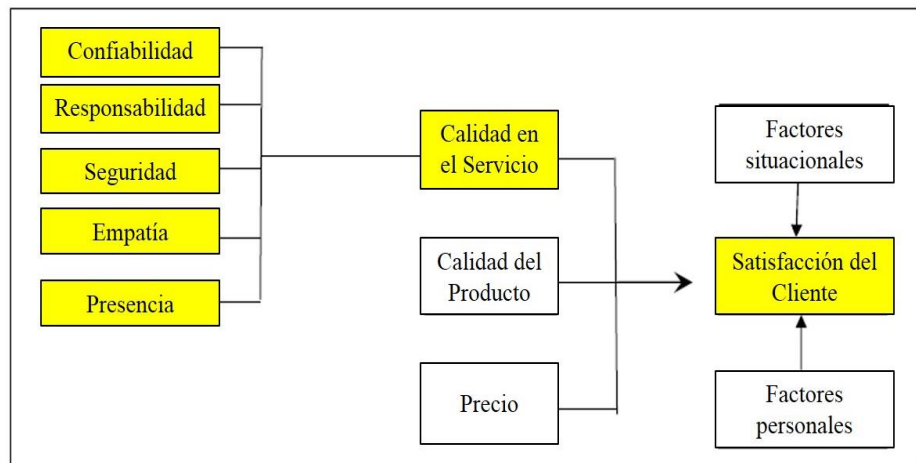 Confiabilidad
Responsabilidad
Seguridad
Empatía
Presencia
Calidad en
el Servicio
Calidad del
Producto
Precio
Factores
situacionales
Satisfacción del
Cliente
Factores
personales